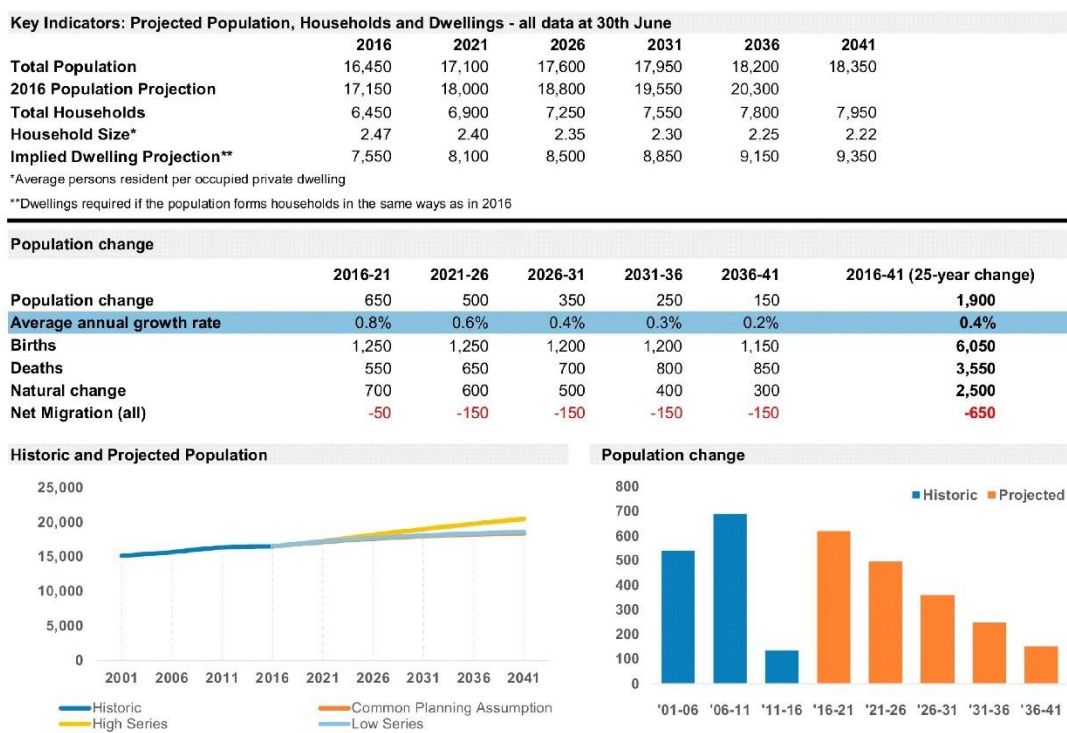 Key Indicators: Projected Population, Households and Dwellings - all data at 30th June
2016 2021 2026 2031 2036 2041
Total Population 16,450 17,100 17,600 17,950 18,200 18,350
2016 Population Projection 17,150 18,000 18,800 19,550 20,300
Total Households 6,450 6,900 7,250 7,550 7,800 7,950
Household Size* 2.47 2.40 2.35 2.30 2.25 2.22
Implied Dwelling Projection** 7,550 8,100 8,500 8,850 9,150 9,350
*Average persons resident per occupied private dwelling
**Dwellings required if the population forms households in the same ways as in 2016
Population change
2016-21 2021-26 2026-31 2031-36 2036-41 2016-41 (25-year change)
Population change 650 500 350 250 150 1,900
Average annual growth rate 0.8% 0.6% 0.4% 0.3% 0.2% 0.4%
Births 1,250 1,250 1,200 1,200 1,150 6,050
Deaths 550 650 700 800 850 3,550
Natural change 700 600 500 400 300 2,500
Net Migration (all) -50 -150 -150 -150 -150 -650
Historic and Projected Population
25,000
20,000
15,000
10,000
5,000
0
2001 2006 2011 2016 2021 2026 2031 2036 2041
Historic Common Planning Assumption
High Series Low Series
Population change
Historic Projected
800
700
600
500
400
300
200
100
0
'01-06 '06-11 '11-16 '16-21 '21-26 '26-31 '31-36 '36-41